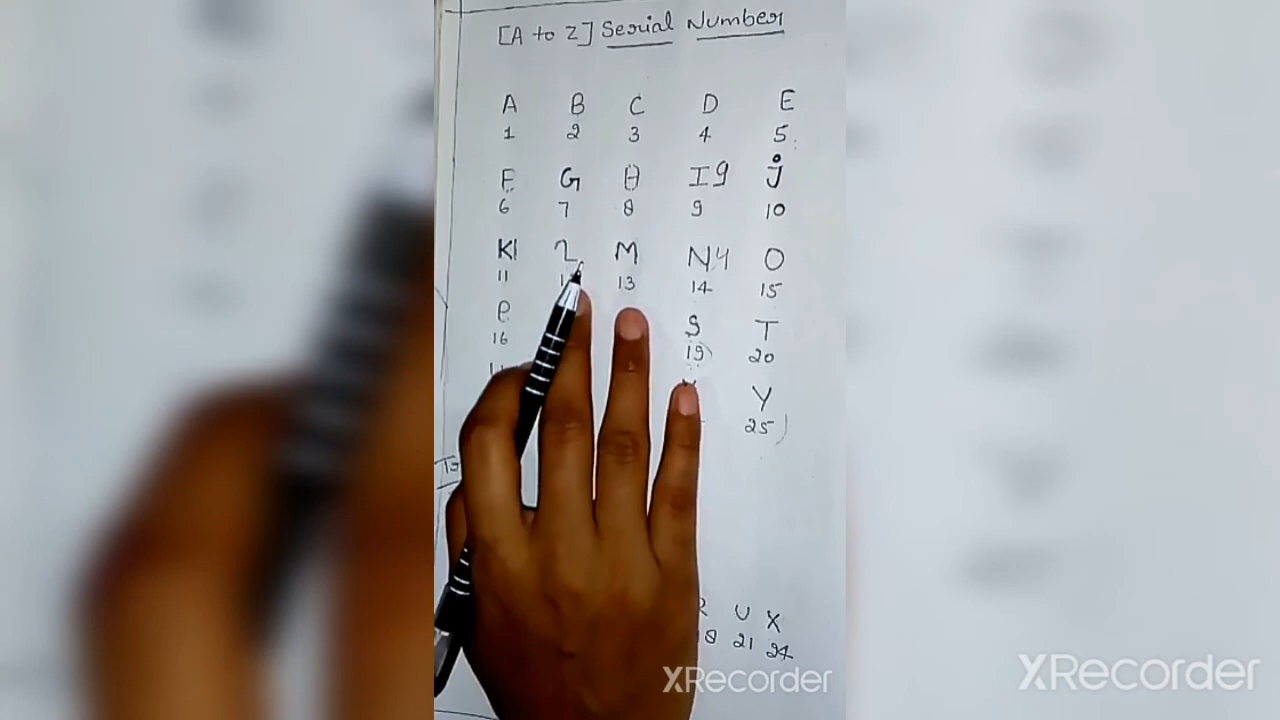 [A to Z] Serial Number
A B C D E
1 2 3 4 5
F G H I9 J
6 7 8 9 10
K M N4 O
11 13 14 15
P S T
16 19 20
Y
25
U X
21 24
XRecorder
XRecorder